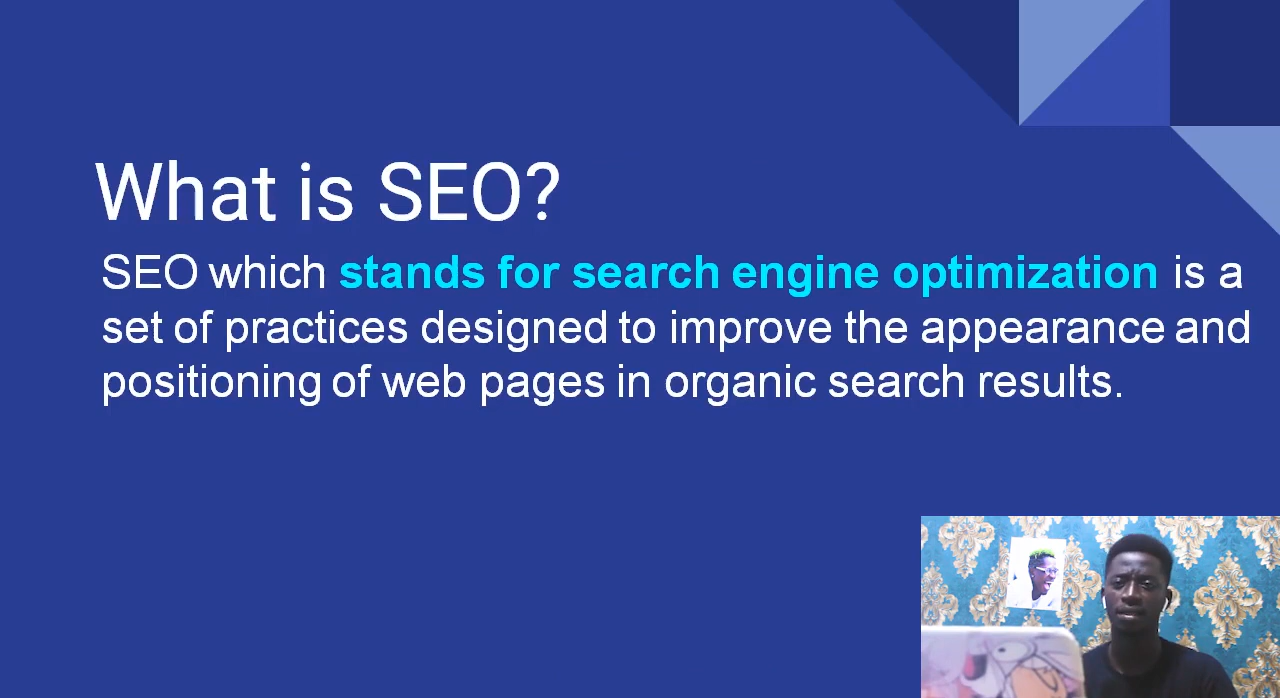 What is SEO?
SEO which stands for search engine optimization is a
set of practices designed to improve the appearance and
positioning of web pages in organic search results.